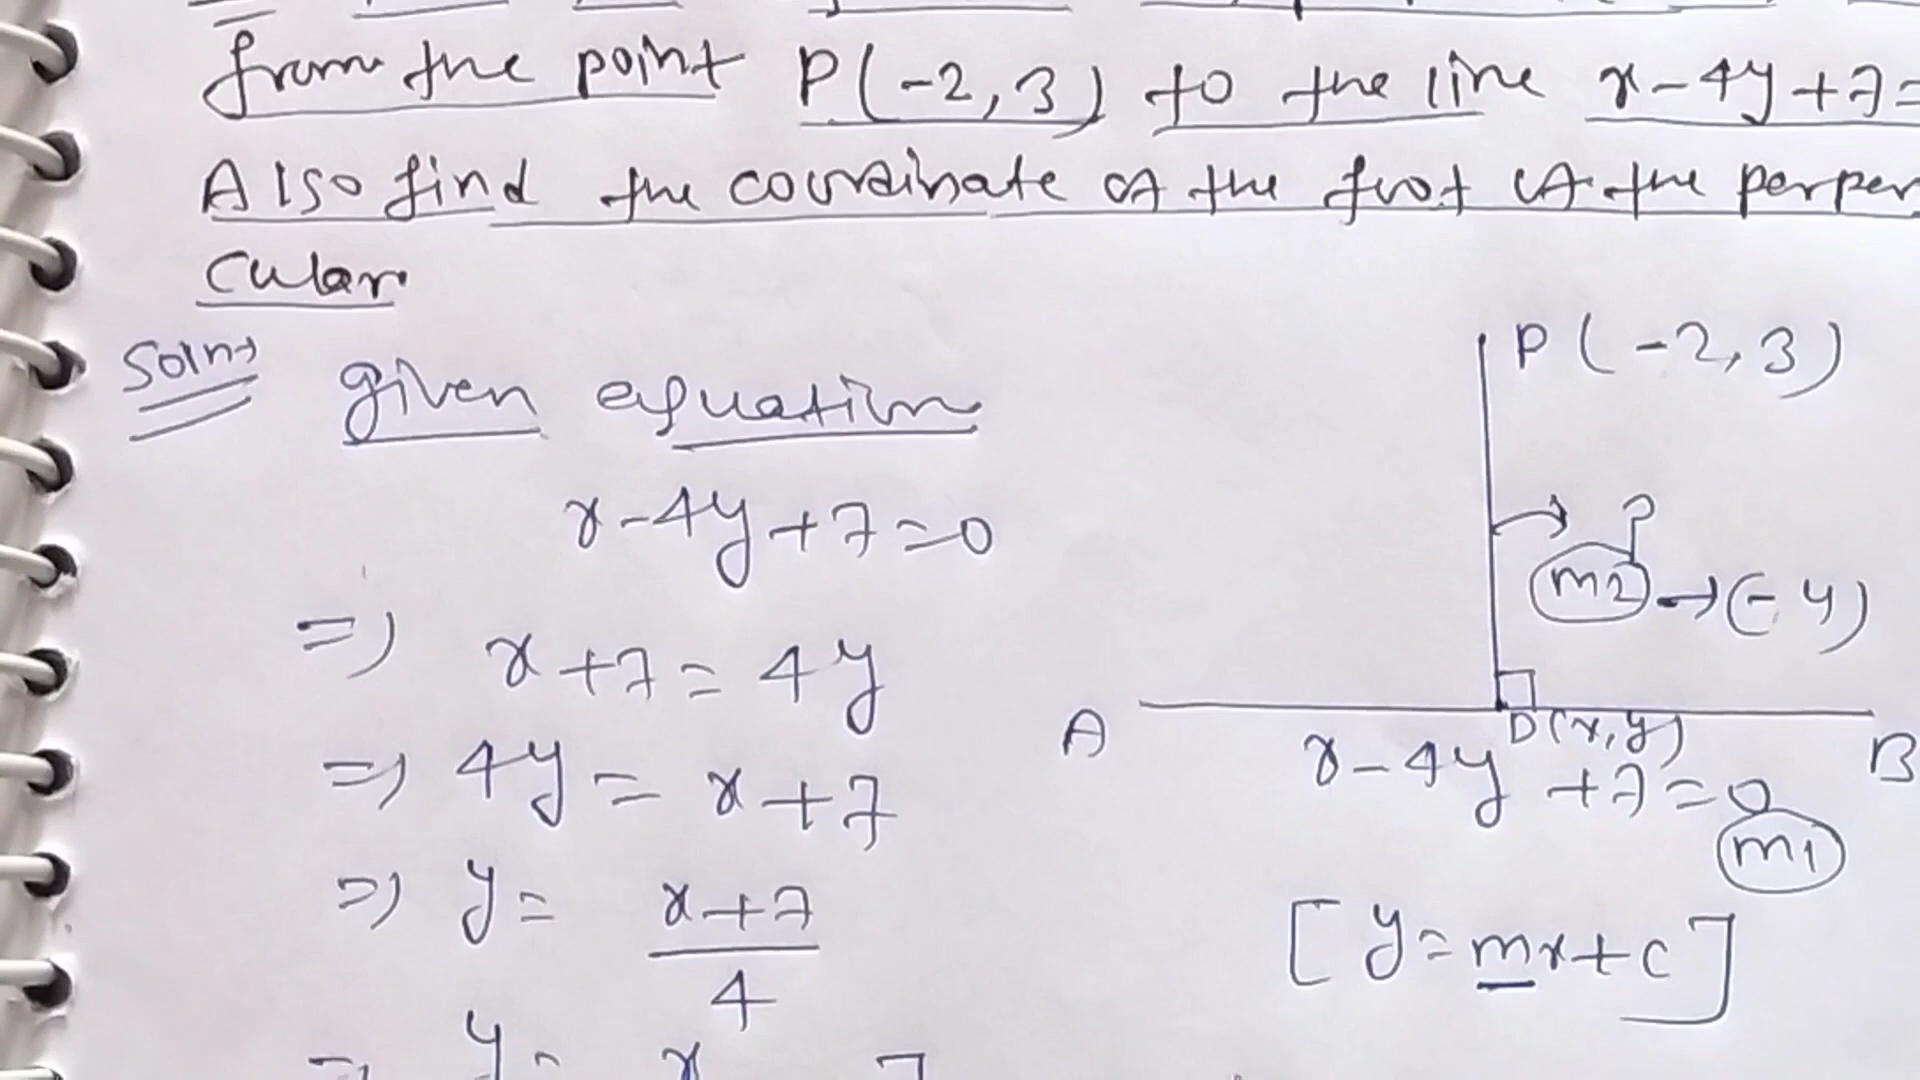 from the point P(-2,3) to the line x-4y+7=
Also find the coordinate of the foot of the perpen
cular
Soln→
given equation
x-4y+7=0
=> x+7=4y
=> 4y=x+7
=> y= x+7
4
=> y= x 7
P(-2,3)
m2→(-4)
A
D(x,y)
B
x-4y+7=0
m1
[y=mx+c]